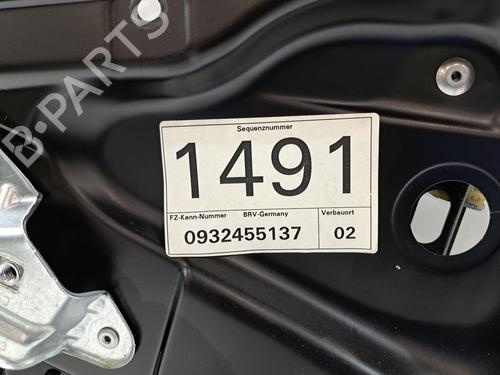 Sequenznummer
1491
FZ-Kenn-Nummer BRV-Germany Verbauort
0932455137 02
B-PARTS